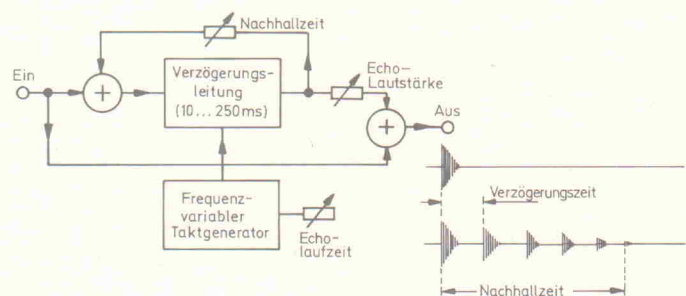 Nachhallzeit
Ein
+
Verzögerungs-
leitung
(10...250ms)
Echo-
Lautstärke
+
Aus
Frequenz-
variabler
Taktgenerator
Echo-
laufzeit
Verzögerungszeit
Nachhallzeit